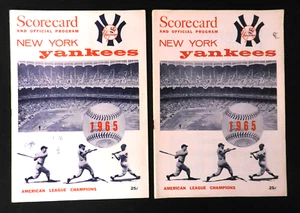 Scorecard
AND OFFICIAL PROGRAM
NEW YORK
yankees
1965
AMERICAN LEAGUE CHAMPIONS
25¢
Scorecard
AND OFFICIAL PROGRAM
NEW YORK
yankees
1965
AMERICAN LEAGUE CHAMPIONS
25¢